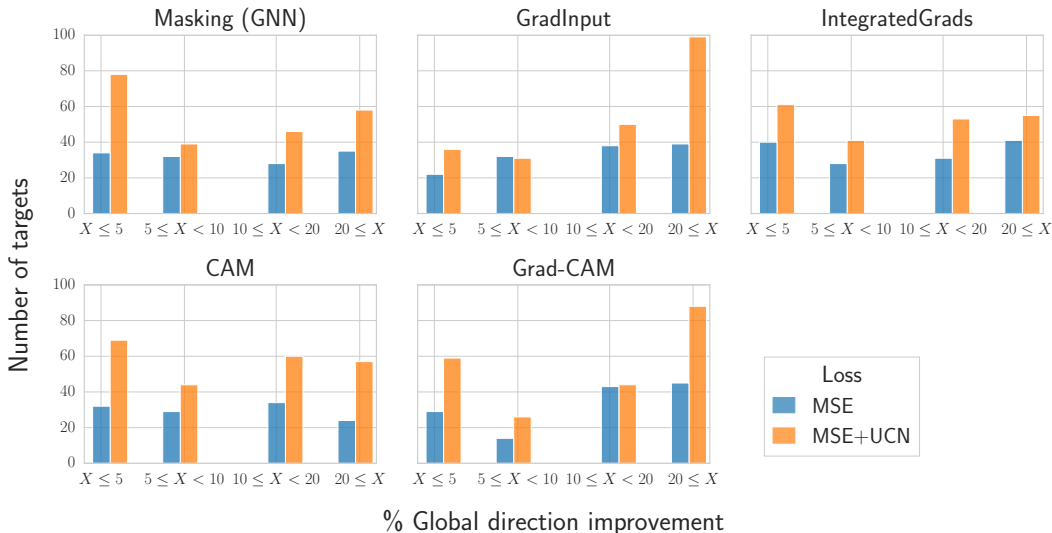 Masking (GNN) GradInput IntegratedGrads
100
80
60
40
20
0
X ≤ 5 5 ≤ X < 10 10 ≤ X < 20 20 ≤ X
X ≤ 5 5 ≤ X < 10 10 ≤ X < 20 20 ≤ X
X ≤ 5 5 ≤ X < 10 10 ≤ X < 20 20 ≤ X
Number of targets
CAM Grad-CAM
100
80
60
40
20
0
X ≤ 5 5 ≤ X < 10 10 ≤ X < 20 20 ≤ X
X ≤ 5 5 ≤ X < 10 10 ≤ X < 20 20 ≤ X
Loss
MSE
MSE+UCN
% Global direction improvement